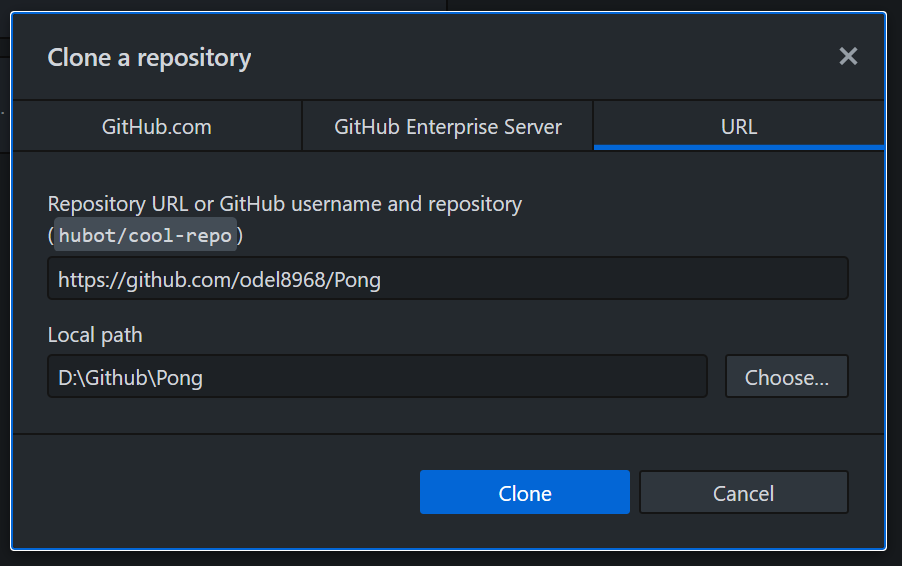 Clone a repository
GitHub.com
GitHub Enterprise Server
URL
Repository URL or GitHub username and repository
(hubot/cool-repo)
https://github.com/odel8968/Pong
Local path
D:\Github\Pong
Choose...
Clone
Cancel